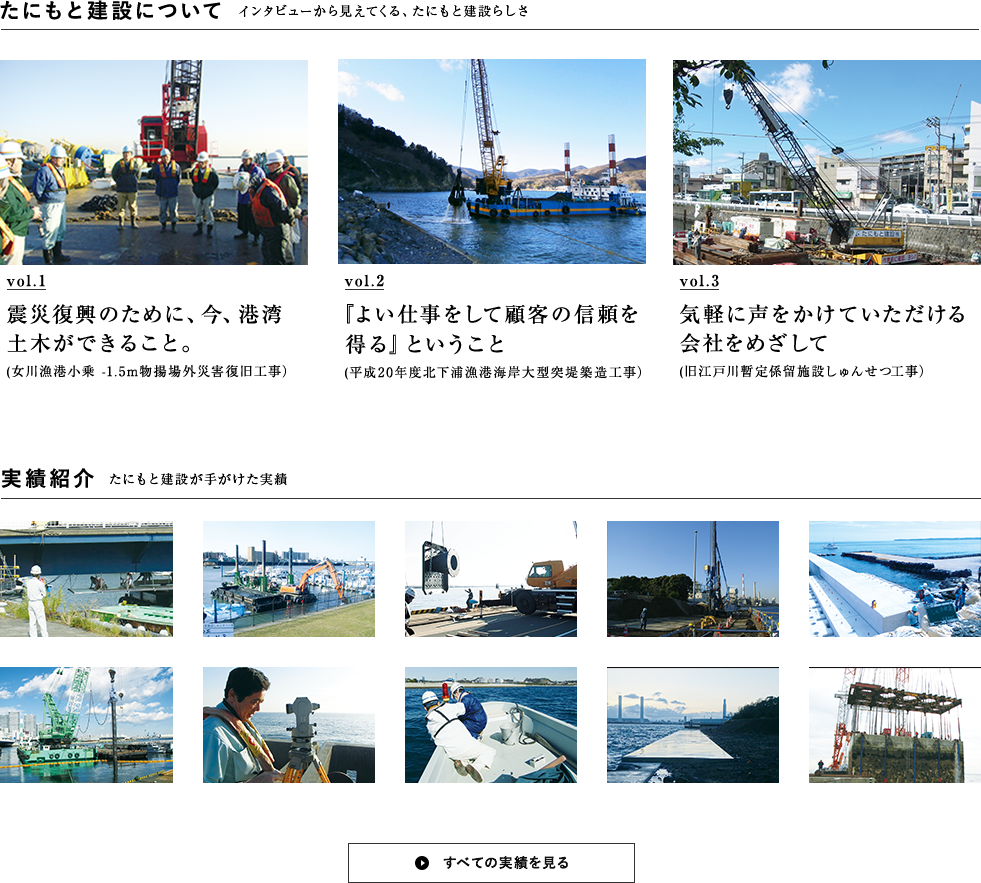 たにもと建設について インタビューから見えてくる、たにもと建設らしさ
vol.1
震災復興のために、今、港湾
土木ができること。
(女川漁港小乗 -1.5m物揚場外災害復旧工事)
vol.2
『よい仕事をして顧客の信頼を
得る』ということ
(平成20年度北下浦漁港海岸大型突堤築造工事)
vol.3
気軽に声をかけていただける
会社をめざして
(旧江戸川暫定係留施設しゅんせつ工事)
実績紹介 たにもと建設が手がけた実績
すべての実績を見る